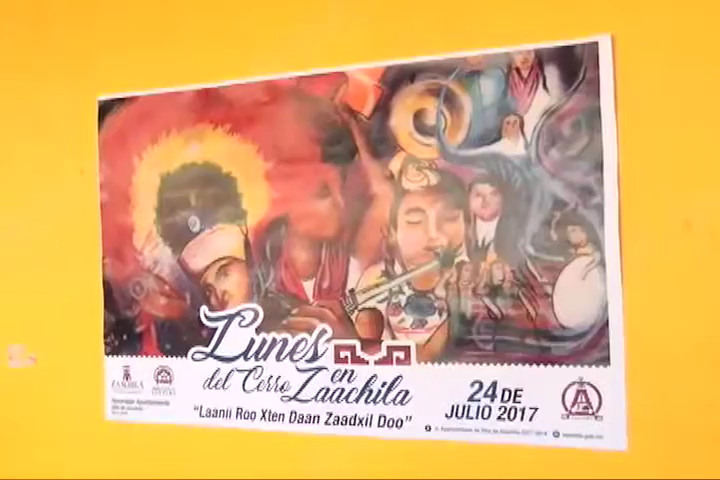 Lunes
del Cerro en
Zaachila
"Laanii Roo Xten Daan Zaadxil Doo"
24 DE
JULIO 2017